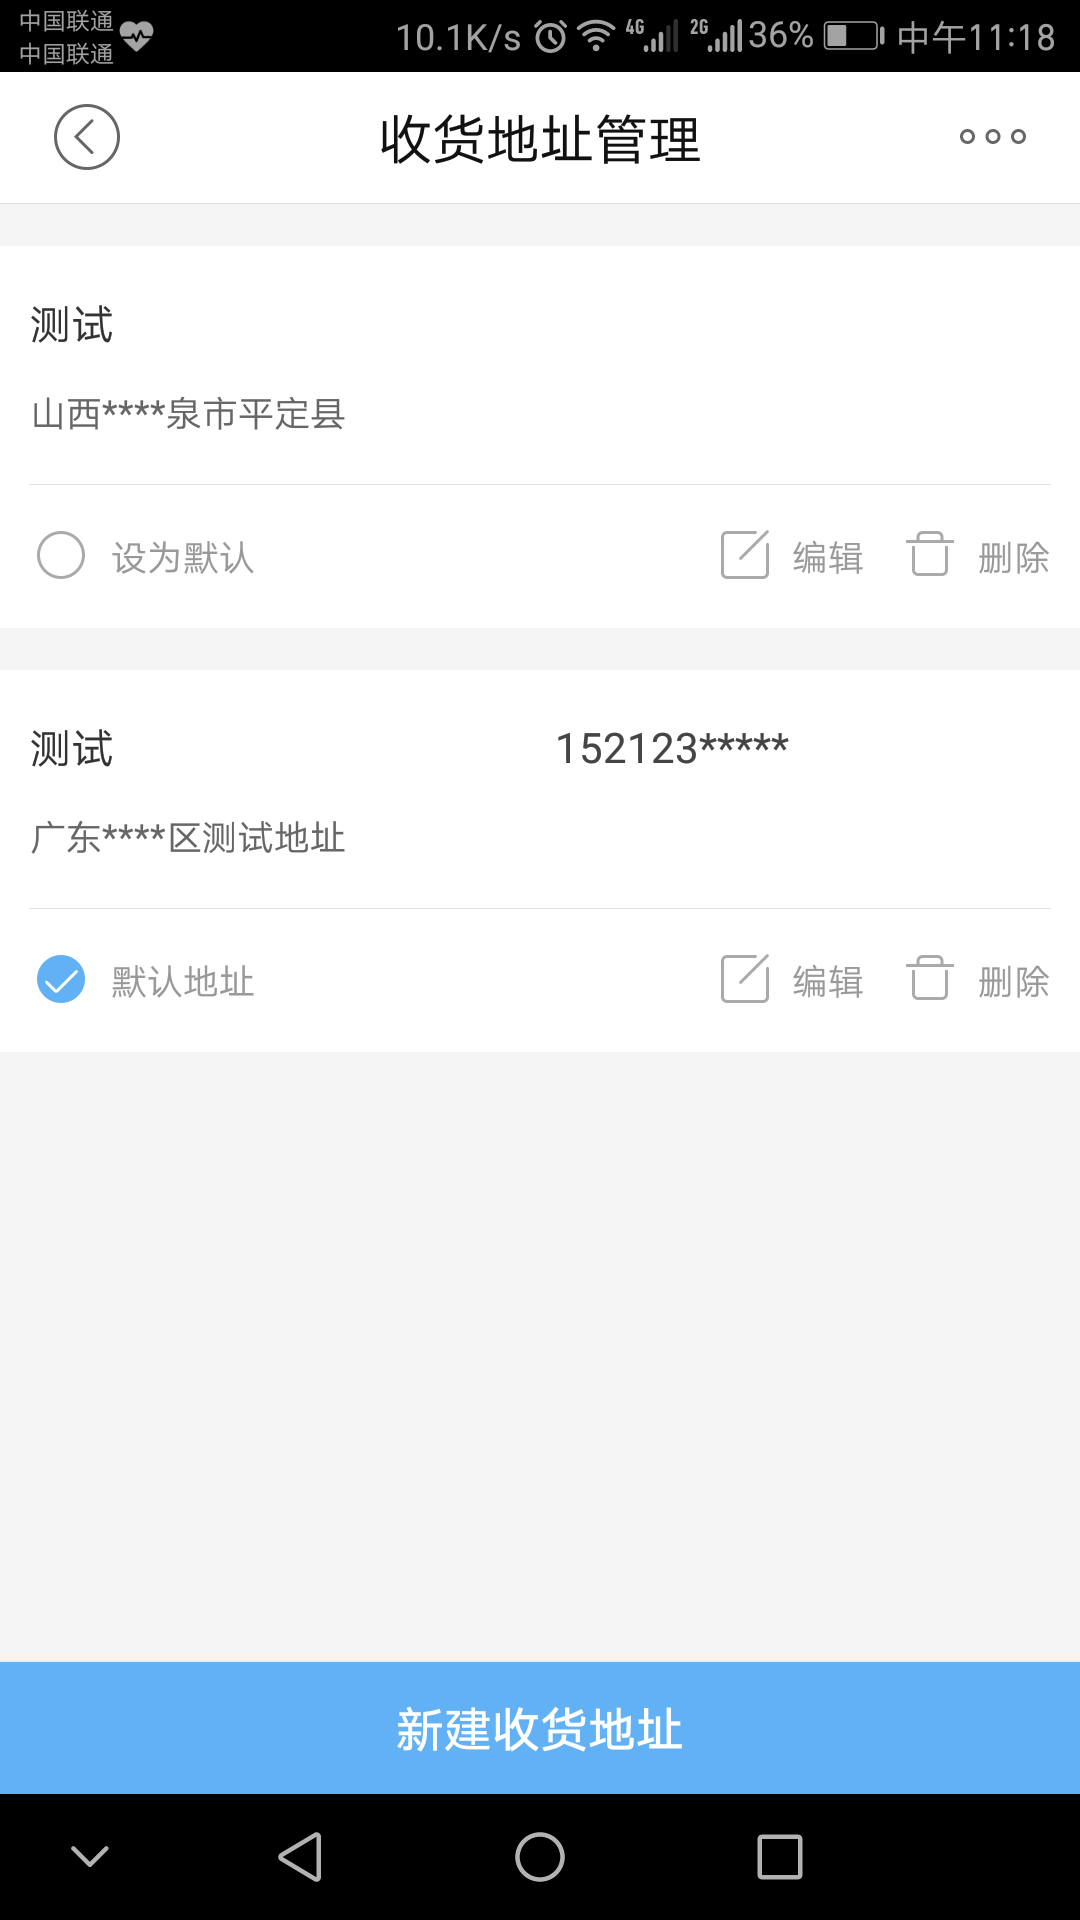 中国联通
中国联通
10.1K/s 4G 2G 36% 中午11:18
收货地址管理
测试
山西****泉市平定县
设为默认 编辑 删除
测试 152123*****
广东****区测试地址
默认地址 编辑 删除
新建收货地址